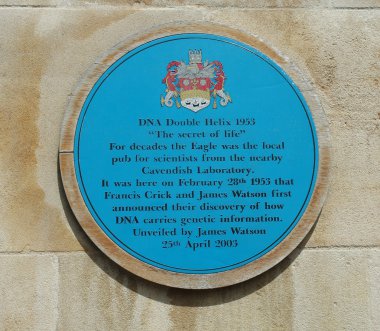 DNA Double Helix 1953
"The secret of life"
For decades the Eagle was the local
pub for scientists from the nearby
Cavendish Laboratory.
It was here on February 28th 1953 that
Francis Crick and James Watson first
announced their discovery of how
DNA carries genetic information.
Unveiled by James Watson
25th April 2003